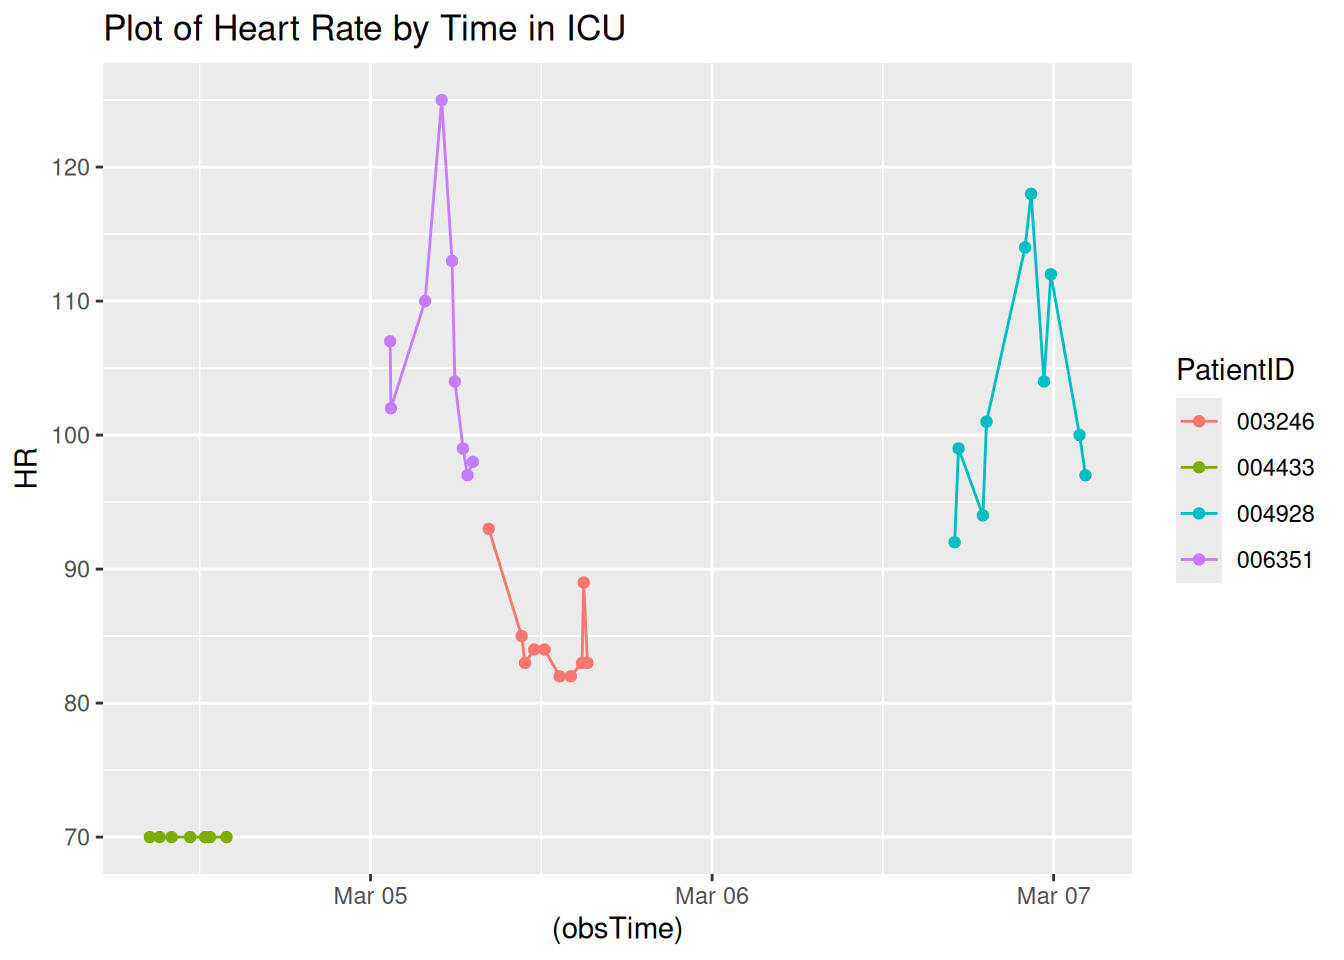 Plot of Heart Rate by Time in ICU
120
110
100
90
80
70
HR
Mar 05
Mar 06
Mar 07
(obsTime)
PatientID
003246
004433
004928
006351